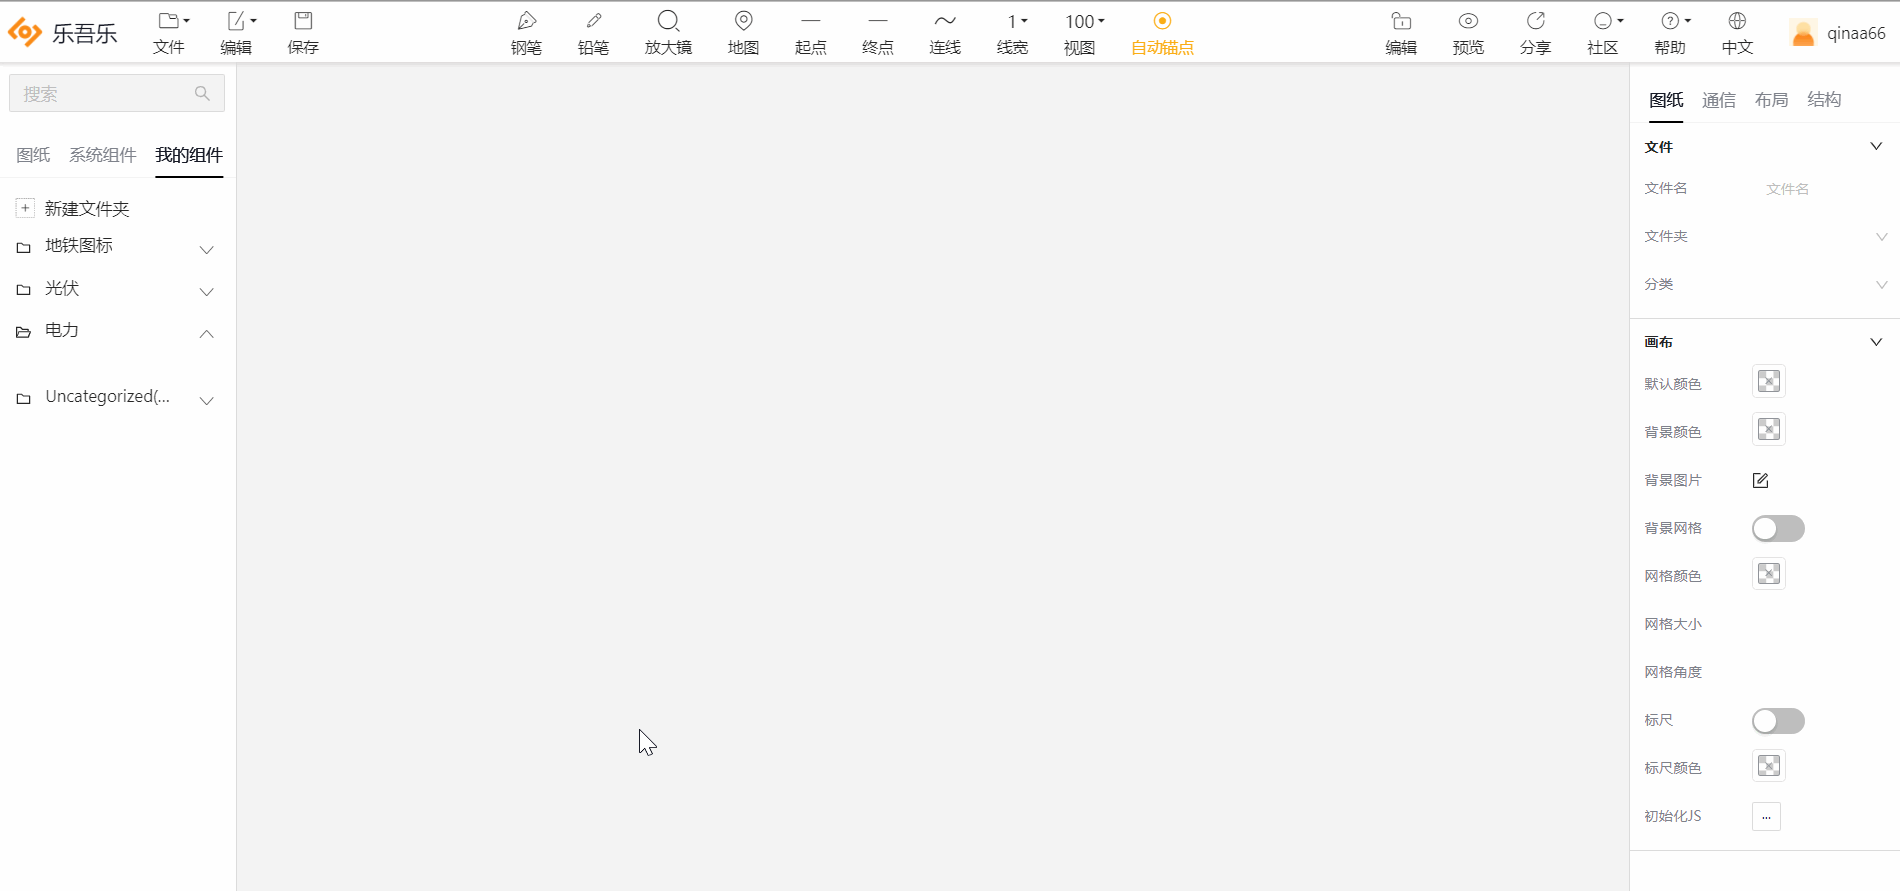 乐吾乐
文件
编辑
保存
钢笔
铅笔
放大镜
地图
起点
终点
连线
1
线宽
100
视图
自动锚点
编辑
预览
分享
社区
帮助
中文
qinaa66
搜索
图纸 系统组件 我的组件
新建文件夹
地铁图标
光伏
电力
Uncategorized(...
图纸 通信 布局 结构
文件
文件名 文件名
文件夹
分类
画布
默认颜色
背景颜色
背景图片
背景网格
网格颜色
网格大小
网格角度
标尺
标尺颜色
初始化JS ...